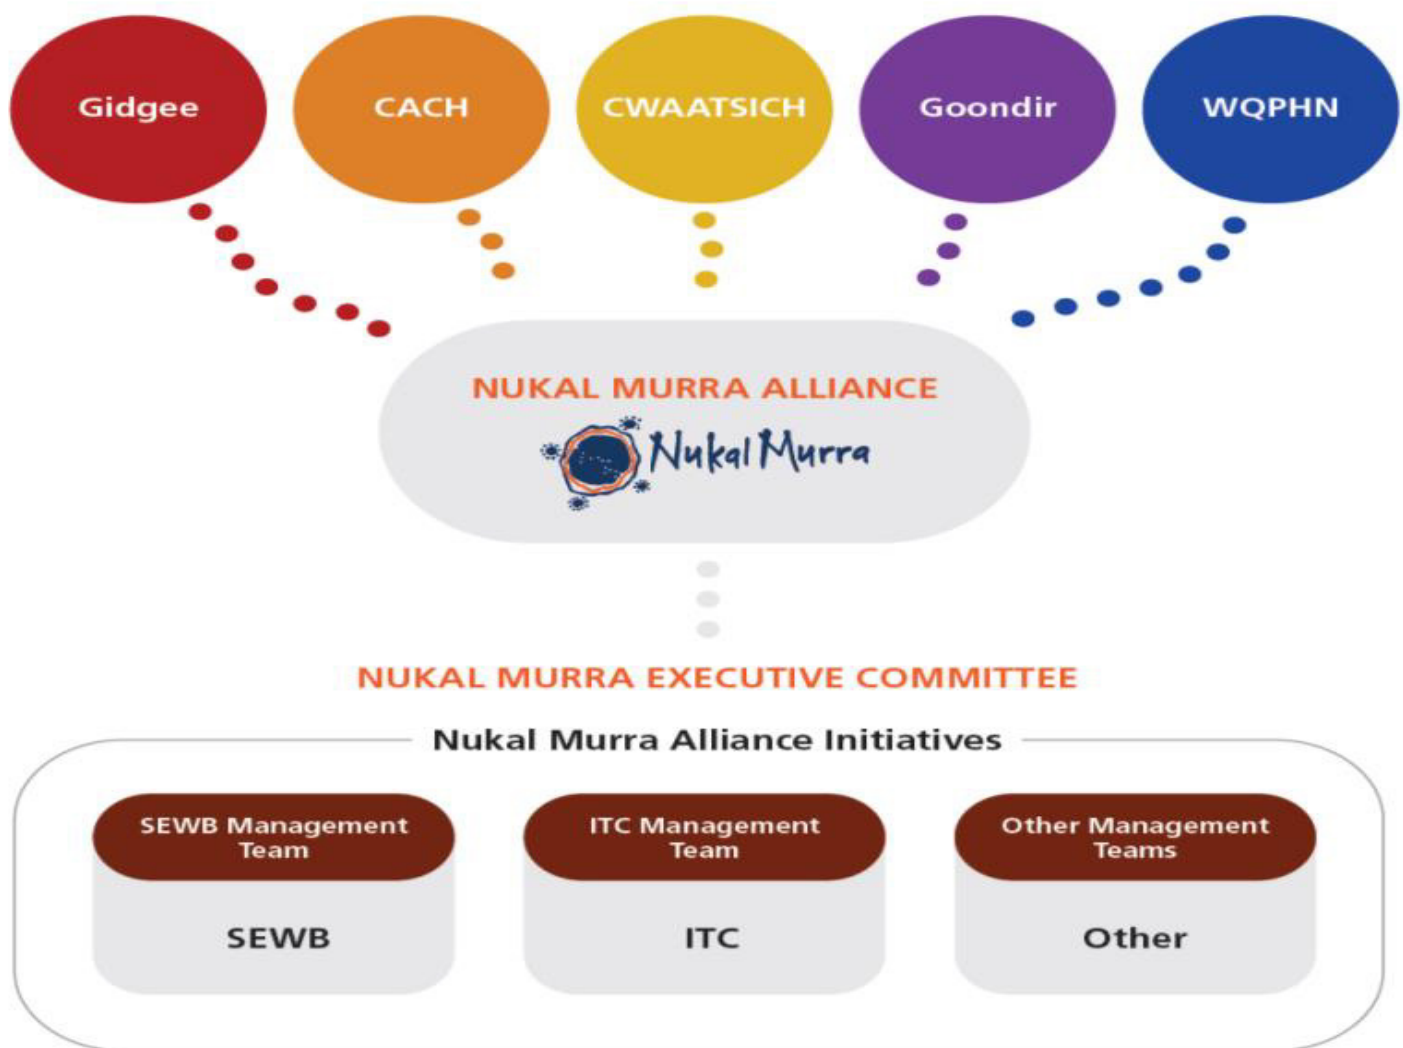 Gidgee
CACH
CWAATSICH
Goondir
WQPHN
NUKAL MURRA ALLIANCE
Nukal Murra
NUKAL MURRA EXECUTIVE COMMITTEE
Nukal Murra Alliance Initiatives
SEWB Management
Team
SEWB
ITC Management
Team
ITC
Other Management
Teams
Other